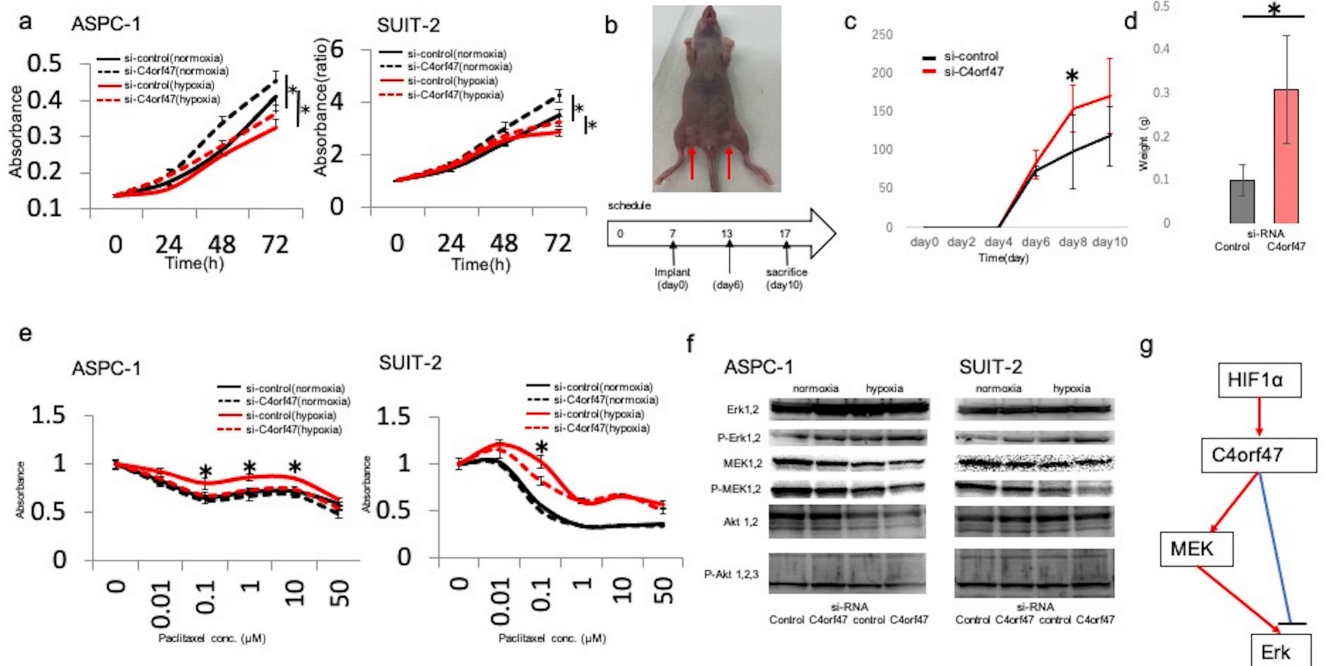 a
ASPC-1
si-control(normoxia)
si-C4orf47(normoxia)
si-control(hypoxia)
si-C4orf47(hypoxia)
Absorbance
0.5
0.4
0.3
0.2
0.1
*
*
0 24 48 72
Time(h)
SUIT-2
si-control(normoxia)
si-C4orf47(normoxia)
si-control(hypoxia)
si-C4orf47(hypoxia)
Absorbance(ratio)
6
4
2
0
*
*
0 24 48 72
Time(h)
b
schedule
0 7 13 17
Implant (day6) sacrifice
(day0) (day10)
c
250
200
150
100
50
0
si-control
si-C4orf47
*
day0 day2 day4 day6 day8 day10
Time(day)
d
*
Weight (g)
0.5
0.4
0.3
0.2
0.1
0
si-RNA
Control C4orf47
e
ASPC-1
si-control(normoxia)
si-C4orf47(normoxia)
si-control(hypoxia)
si-C4orf47(hypoxia)
Absorbance
1.5
1
0.5
0
* * *
0 0.01 0.1 1 10 50
Paclitaxel conc. (μM)
SUIT-2
si-control(normoxia)
si-C4orf47(normoxia)
si-control(hypoxia)
si-C4orf47(hypoxia)
Absorbance
1.5
1
0.5
0
*
0 0.01 0.1 1 10 50
Paclitaxel conc. (μM)
f
ASPC-1 SUIT-2
normoxia hypoxia normoxia hypoxia
Erk1,2
P-Erk1,2
MEK1,2
P-MEK1,2
Akt 1,2
P-Akt 1,2,3
si-RNA si-RNA
Control C4orf47 control C4orf47 Control C4orf47 control C4orf47
g
HIF1α
C4orf47
MEK
Erk